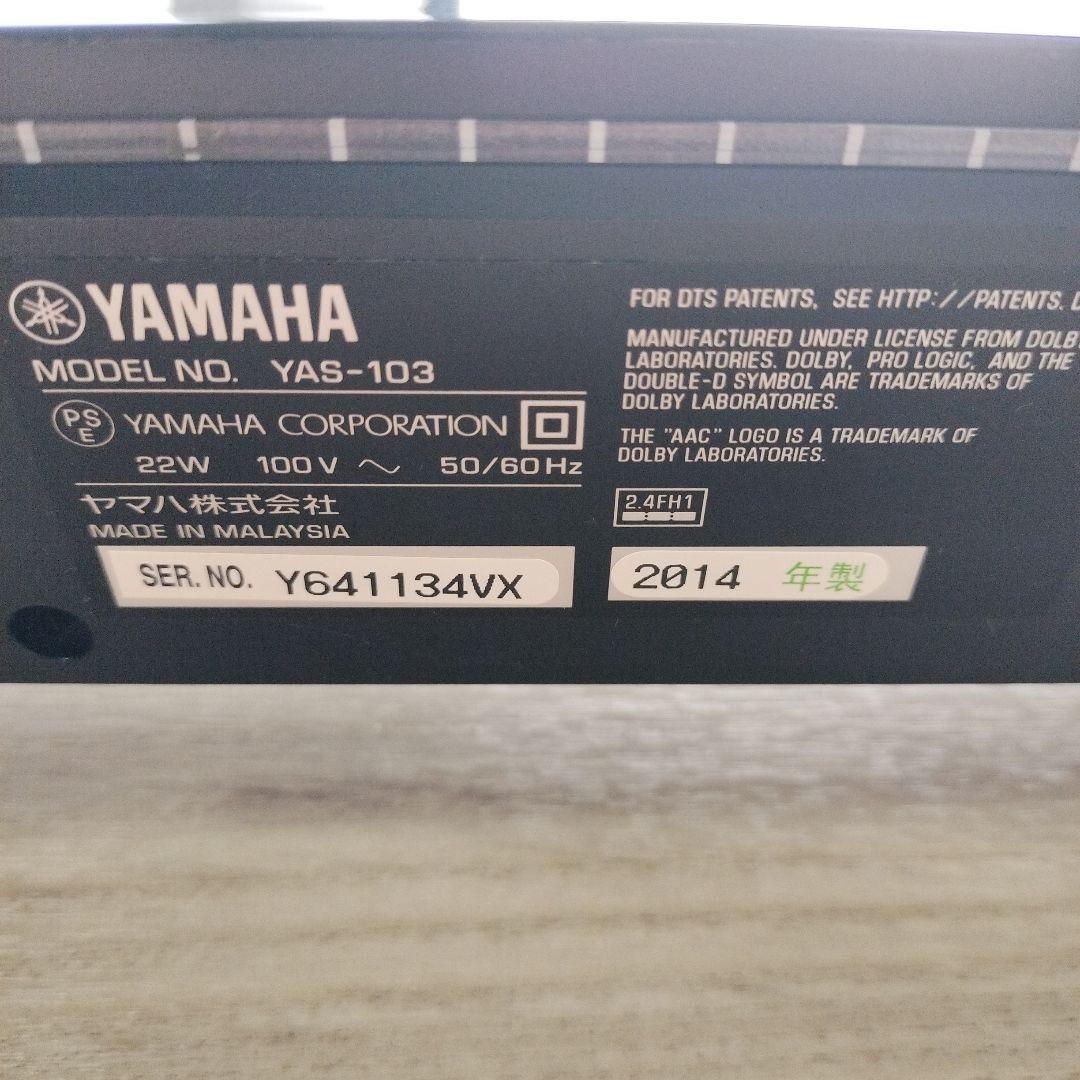 YAMAHA
MODEL NO. YAS-103
PS E YAMAHA CORPORATION
22W 100V ～ 50/60Hz
ヤマハ株式会社
MADE IN MALAYSIA
SER. NO. Y641134VX
FOR DTS PATENTS, SEE HTTP://PATENTS.
MANUFACTURED UNDER LICENSE FROM
LABORATORIES. DOLBY, PRO LOGIC, AND THE
DOUBLE-D SYMBOL ARE TRADEMARKS OF
DOLBY LABORATORIES.
THE "AAC" LOGO IS A TRADEMARK OF
DOLBY LABORATORIES.
2.4FH1
2014 年製